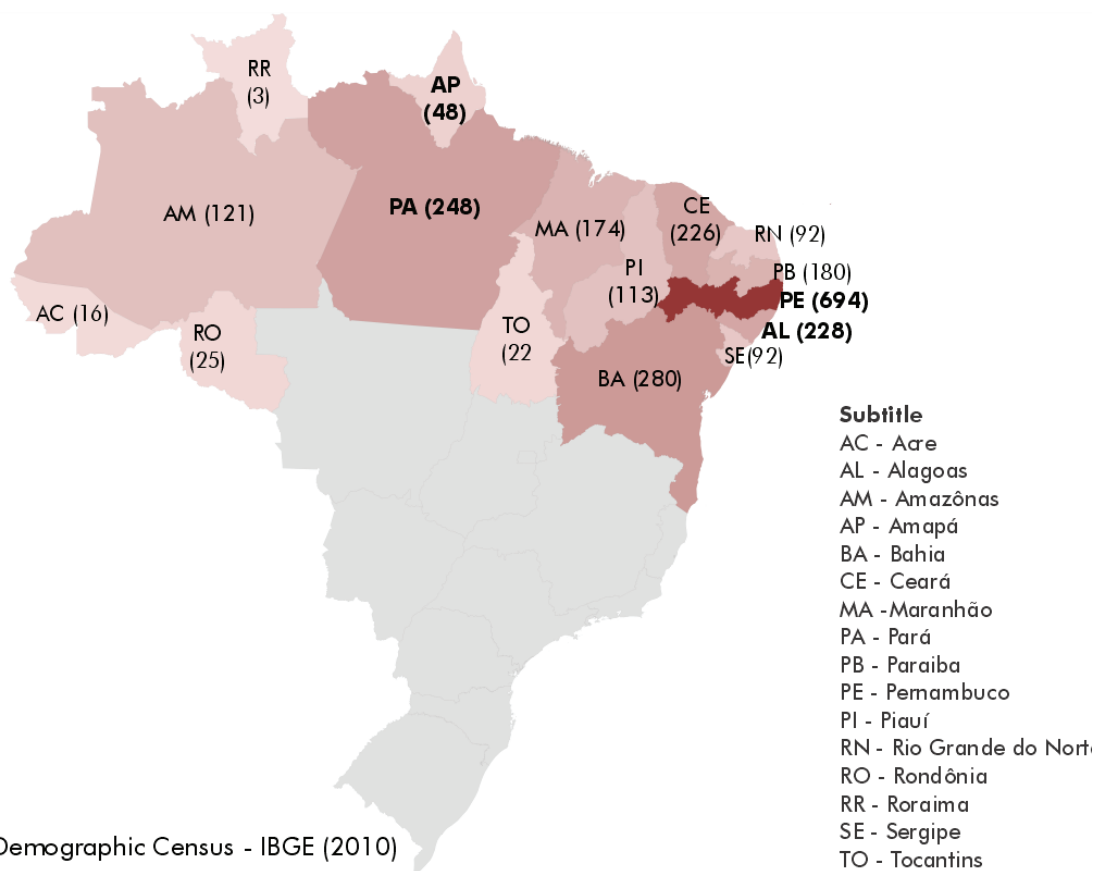 RR
(3)
AP
(48)
AM (121)
PA (248)
MA (174)
CE
(226)
RN (92)
PI
(113)
PB (180)
PE (694)
AL (228)
SE(92)
AC (16)
RO
(25)
TO
(22
BA (280)
Subtitle
AC - Acre
AL - Alagoas
AM - Amazônas
AP - Amapá
BA - Bahia
CE - Ceará
MA -Maranhão
PA - Pará
PB - Paraiba
PE - Pernambuco
PI - Piauí
RN - Rio Grande do Norte
RO - Rondônia
RR - Roraima
SE - Sergipe
TO - Tocantins
Demographic Census - IBGE (2010)